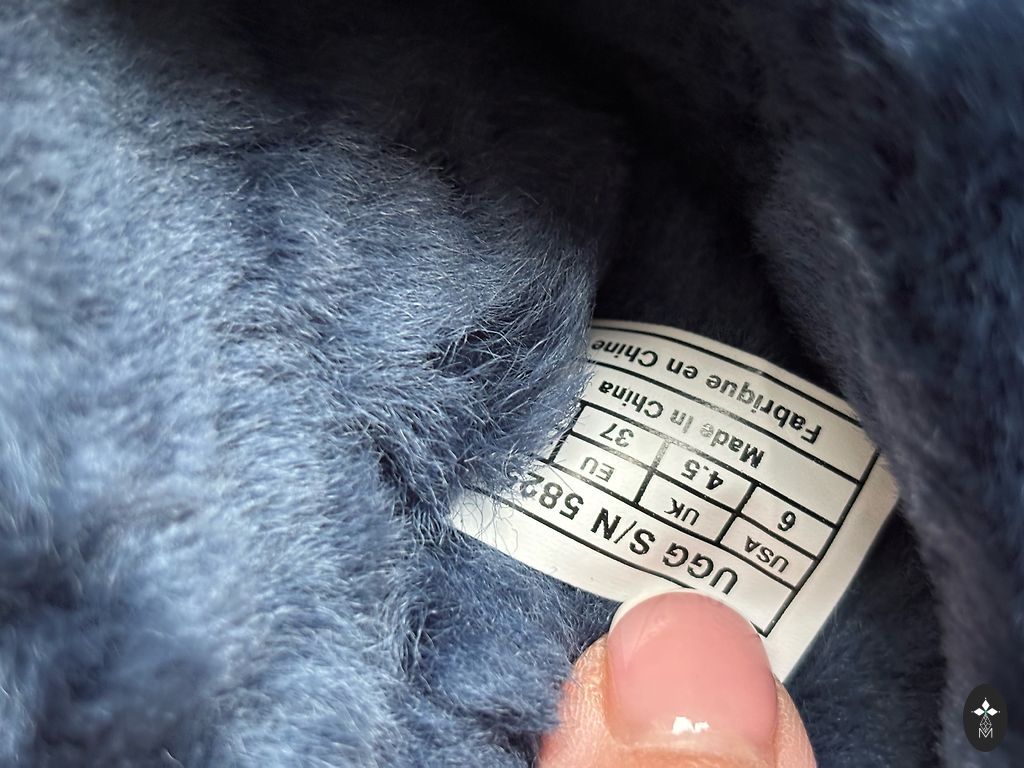 UGG S/N 582
USA UK EU
6 4.5 37
Made In China
Fabrique en Chine
M